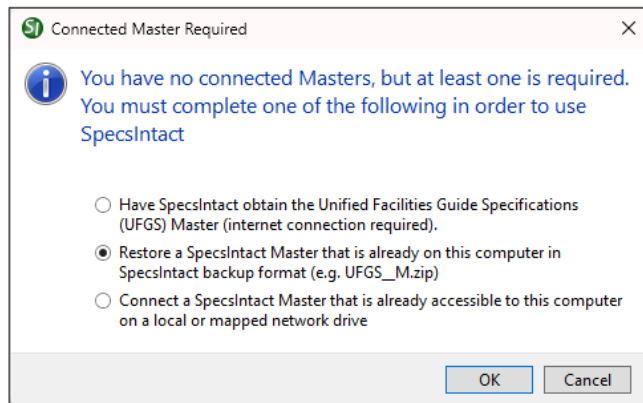 SI Connected Master Required
You have no connected Masters, but at least one is required.
You must complete one of the following in order to use
SpecsIntact
Have SpecsIntact obtain the Unified Facilities Guide Specifications
(UFGS) Master (internet connection required).
Restore a SpecsIntact Master that is already on this computer in
SpecsIntact backup format (e.g. UFGS__M.zip)
Connect a SpecsIntact Master that is already accessible to this computer
on a local or mapped network drive
OK Cancel